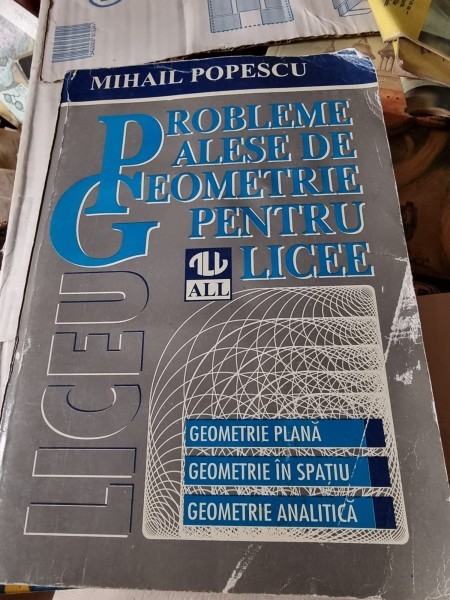 MIHAIL POPESCU
PROBLEME
ALESE DE
GEOMETRIE
PENTRU
LICEE
ALL
LICEU
GEOMETRIE PLANĂ
GEOMETRIE ÎN SPAȚIU
GEOMETRIE ANALITICĂ